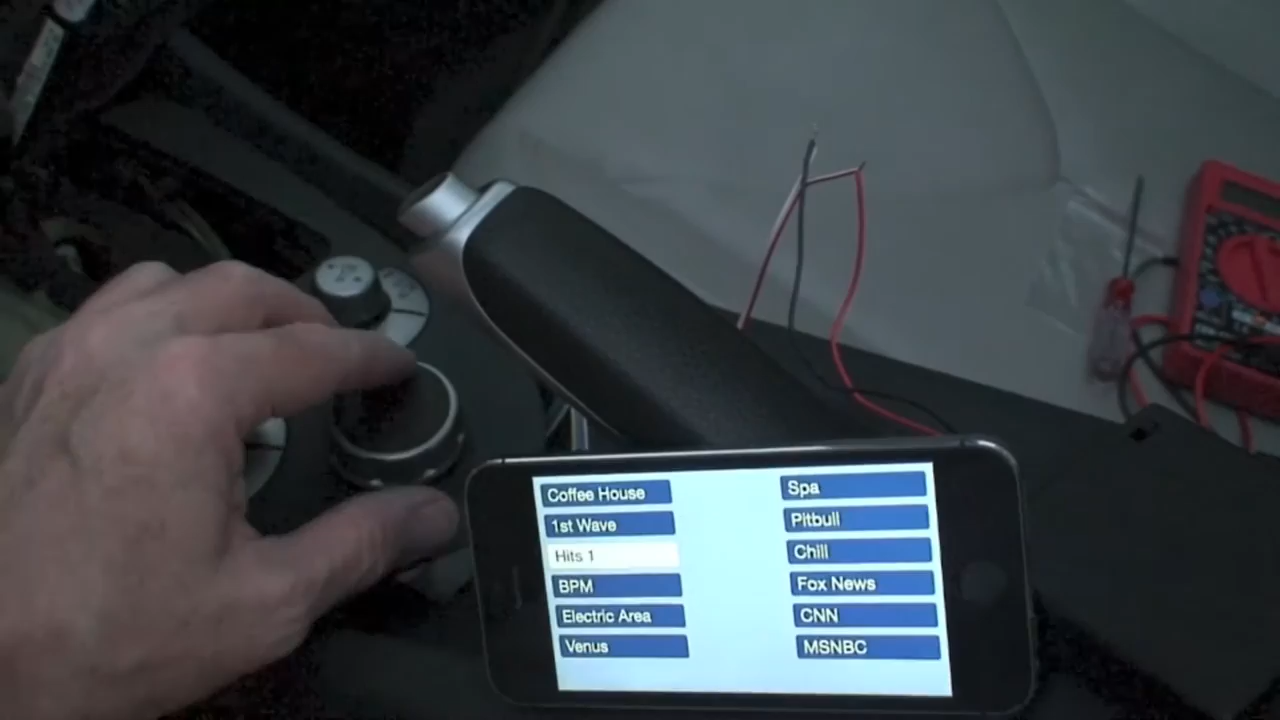 Coffee House
1st Wave
Hits 1
BPM
Electric Area
Venus
Spa
Pitbull
Chill
Fox News
CNN
MSNBC